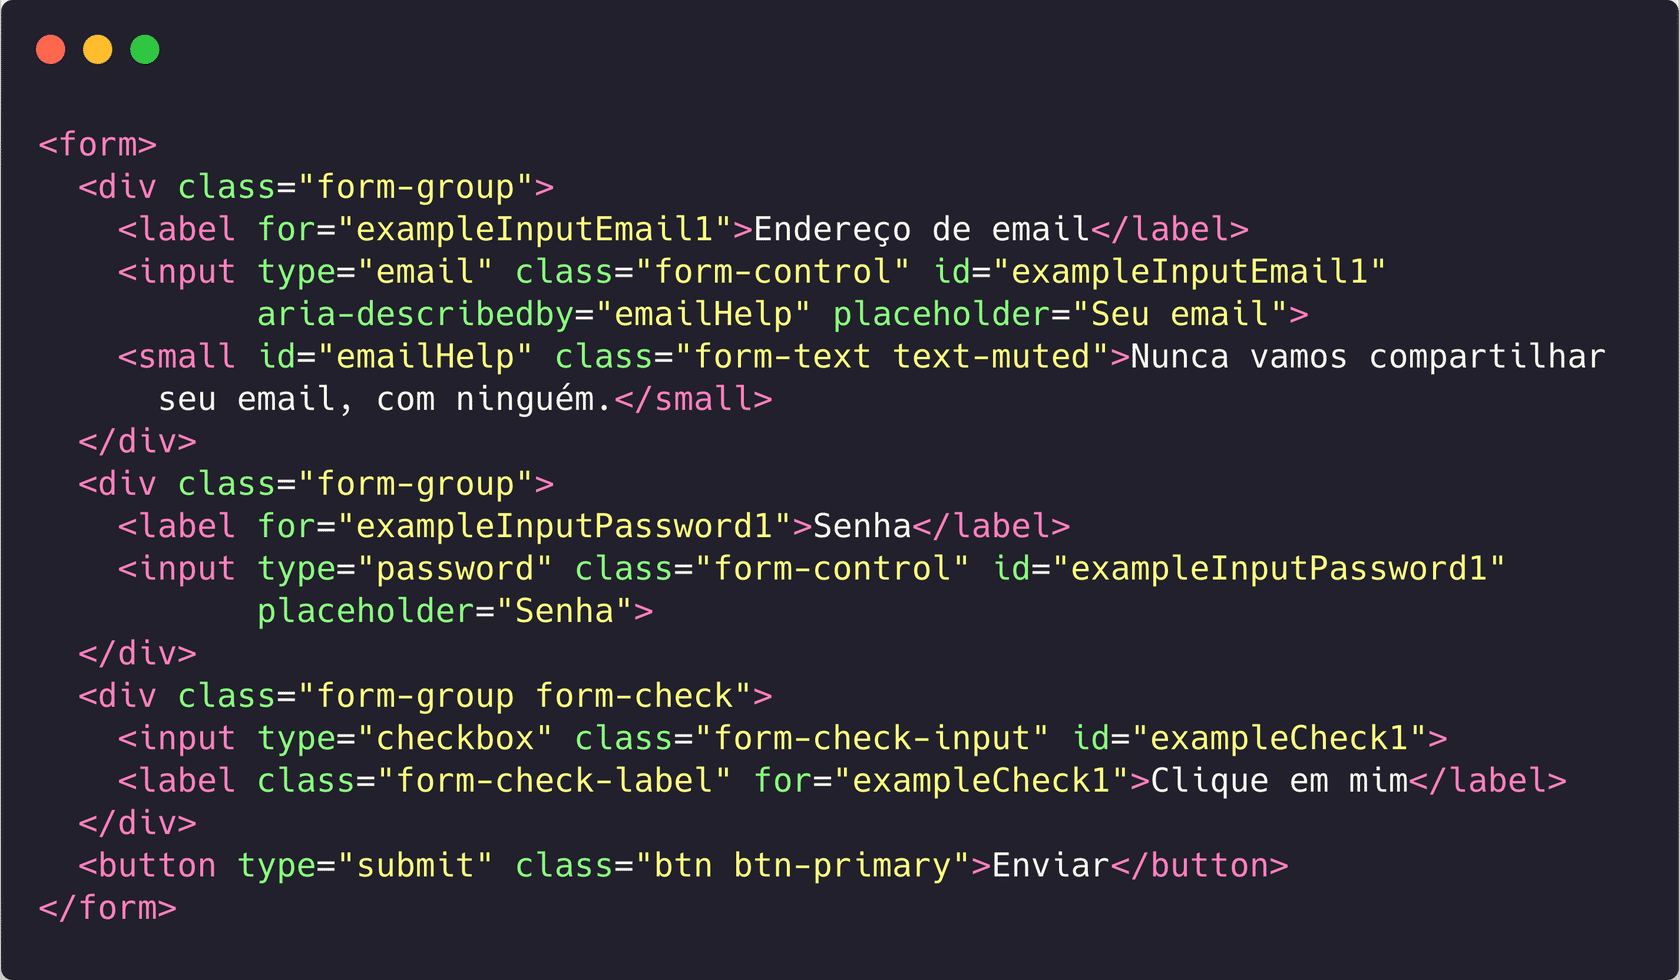 <form>
  <div class="form-group">
    <label for="exampleInputEmail1">Endereço de email</label>
    <input type="email" class="form-control" id="exampleInputEmail1"
           aria-describedby="emailHelp" placeholder="Seu email">
    <small id="emailHelp" class="form-text text-muted">Nunca vamos compartilhar
      seu email, com ninguém.</small>
  </div>
  <div class="form-group">
    <label for="exampleInputPassword1">Senha</label>
    <input type="password" class="form-control" id="exampleInputPassword1"
           placeholder="Senha">
  </div>
  <div class="form-group form-check">
    <input type="checkbox" class="form-check-input" id="exampleCheck1">
    <label class="form-check-label" for="exampleCheck1">Clique em mim</label>
  </div>
  <button type="submit" class="btn btn-primary">Enviar</button>
</form>